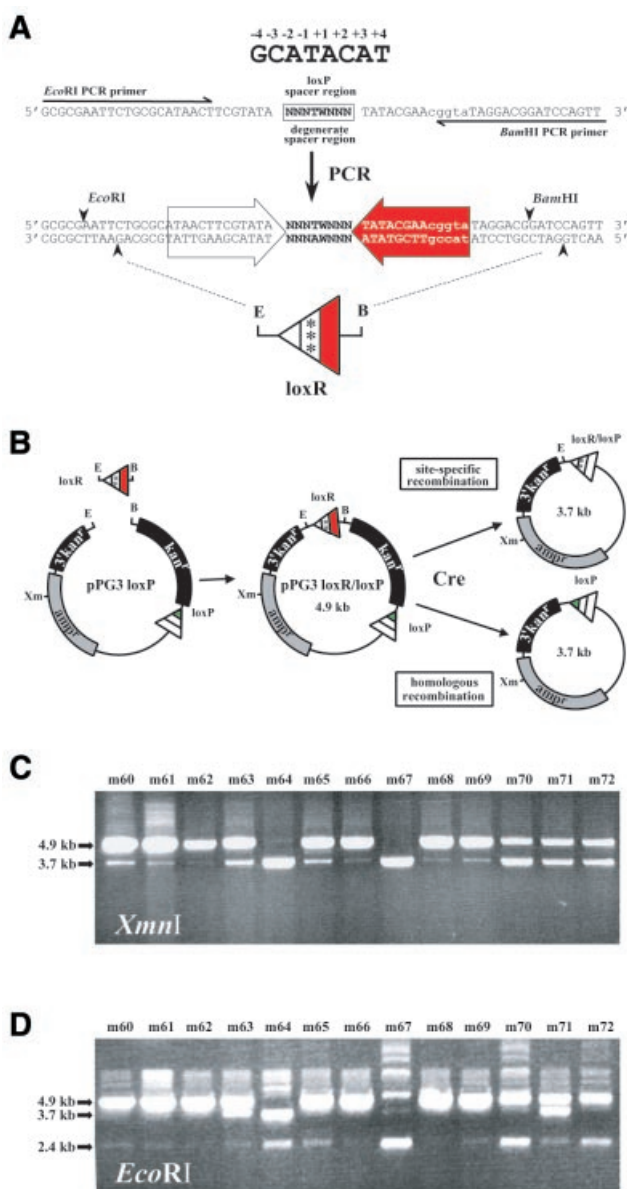 A
-4 -3 -2 -1 +1 +2 +3 +4
GCATACAT
EcoRI PCR primer
loxP
spacer region
5' GCGCGAATTCTGCGCATAACTTCGTATA NNNTWNNN TATACGAAcggtaTAGGACGGATCCAGTT 3'
degenerate
spacer region
BamHI PCR primer
PCR
EcoRI
BamHI
5' GCGCGAATTCTGCGCATAACTTCGTATA NNNTWNNN TATACGAAcggtaTAGGACGGATCCAGTT 3'
3' CGCGCTTAAGACGCGTATTGAAGCATAT NNNAWNNN ATATGCTTgccatATCCTGCCTAGGTCAA 5'
E
B
* * *
loxR
B
E
B
loxR
E
B
3'kanr
kanr
Xm
pPG3 loxP
ampr
loxP
loxR
E
B
3'kanr
kanr
Xm
pPG3 loxR/loxP
4.9 kb
ampr
loxP
Cre
site-specific
recombination
homologous
recombination
loxR/loxP
E
3'kanr
3.7 kb
Xm
ampr
loxP
3'kanr
3.7 kb
Xm
ampr
C
m60 m61 m62 m63 m64 m65 m66 m67 m68 m69 m70 m71 m72
4.9 kb
3.7 kb
XmnI
D
m60 m61 m62 m63 m64 m65 m66 m67 m68 m69 m70 m71 m72
4.9 kb
3.7 kb
2.4 kb
EcoRI